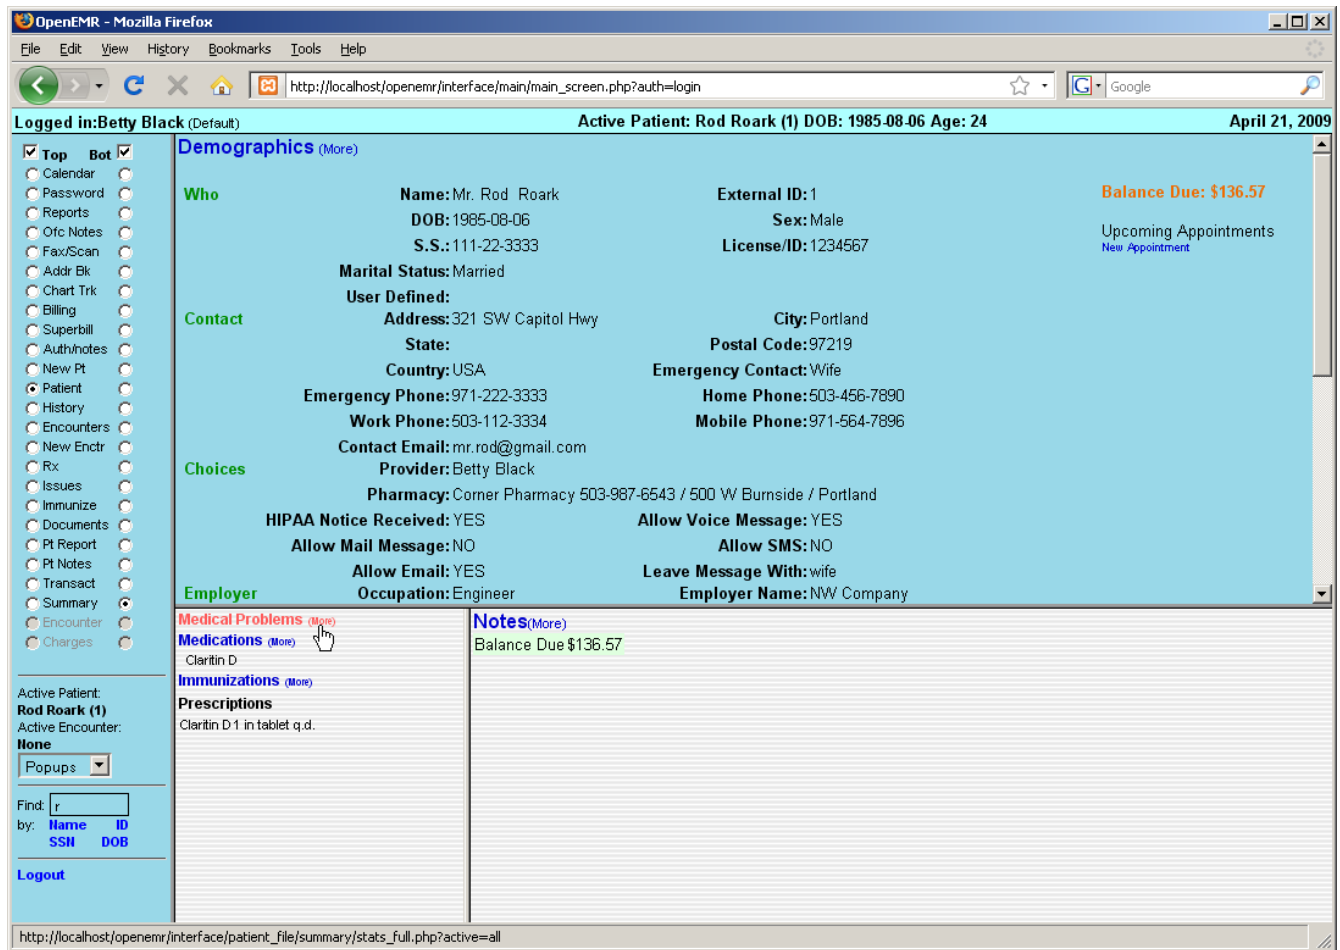 OpenEMR - Mozilla Firefox
File Edit View History Bookmarks Tools Help
http://localhost/openemr/interface/main/main_screen.php?auth=login
G Google
Logged in:Betty Black (Default) Active Patient: Rod Roark (1) DOB: 1985-08-06 Age: 24 April 21, 2009
Top Bot
Calendar
Password
Reports
Ofc Notes
Fax/Scan
Addr Bk
Chart Trk
Billing
Superbill
Auth/notes
New Pt
Patient
History
Encounters
New Enctr
Rx
Issues
Immunize
Documents
Pt Report
Pt Notes
Transact
Summary
Encounter
Charges
Active Patient:
Rod Roark (1)
Active Encounter:
None
Popups
Find: r
by: Name ID
SSN DOB
Logout
Demographics (More)
Who Name: Mr. Rod Roark External ID: 1
DOB: 1985-08-06 Sex: Male
S.S.: 111-22-3333 License/ID: 1234567
Marital Status: Married
User Defined:
Contact Address: 321 SW Capitol Hwy City: Portland
State: Postal Code: 97219
Country: USA Emergency Contact: Wife
Emergency Phone: 971-222-3333 Home Phone: 503-456-7890
Work Phone: 503-112-3334 Mobile Phone: 971-564-7896
Contact Email: mr.rod@gmail.com
Choices Provider: Betty Black
Pharmacy: Corner Pharmacy 503-987-6543 / 500 W Burnside / Portland
HIPAA Notice Received: YES Allow Voice Message: YES
Allow Mail Message: NO Allow SMS: NO
Allow Email: YES Leave Message With: wife
Employer Occupation: Engineer Employer Name: NW Company
Balance Due: $136.57
Upcoming Appointments
New Appointment
Medical Problems (More)
Medications (More)
Claritin D
Immunizations (More)
Prescriptions
Claritin D 1 in tablet q.d.
Notes(More)
Balance Due $136.57
http://localhost/openemr/interface/patient_file/summary/stats_full.php?active=all